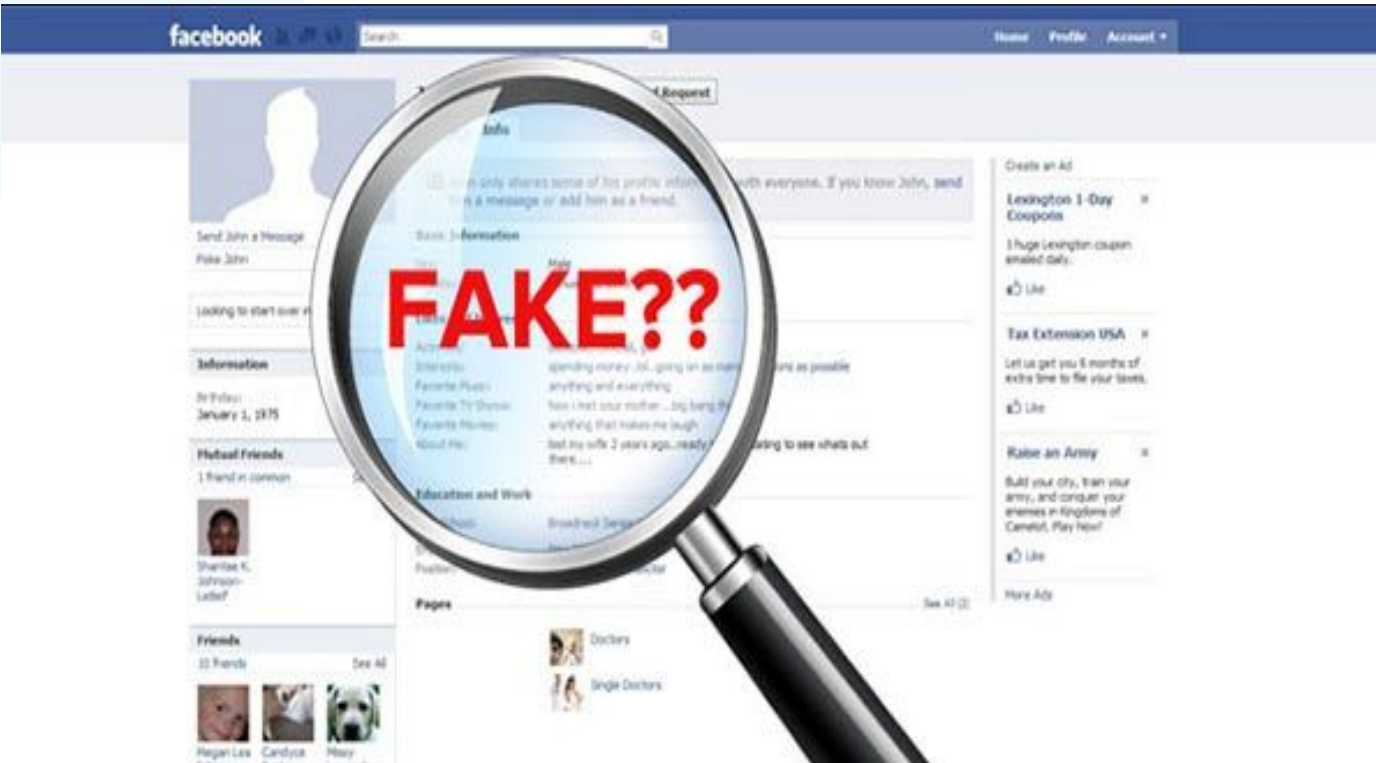 facebook
Search
Home Profile Account
Request
Info
only shares some of his profile with everyone. If you know John, send
a message or add him as a friend.
Send John a Message
Poke John
Looking to start over
Information
Birthday:
January 1, 1975
Mutual Friends
1 friend in common
Shantae K.
Johnson-
Friends
10 friends See All
Megan Lea Candyce Missy
Basic Information
Male
FAKE??
Interests: spending money..lol..going on as as possible
Favorite Music: anything and everything
Favorite TV Shows: how i met your mother...big bang
Favorite Movies: anything that makes me laugh
About Me: lost my wife 2 years ago..ready dating to see whats out
there....
Education and Work
Pages See All
Doctors
Single Doctors
Create an Ad
Lexington 1-Day
Coupons
1 huge Lexington coupon
emailed daily.
Like
Tax Extension USA
Let us get you 6 months of
extra time to file your taxes.
Like
Raise an Army
Build your city, train your
army, and conquer your
enemies in Kingdoms of
Camelot. Play Now!
Like
More Ads